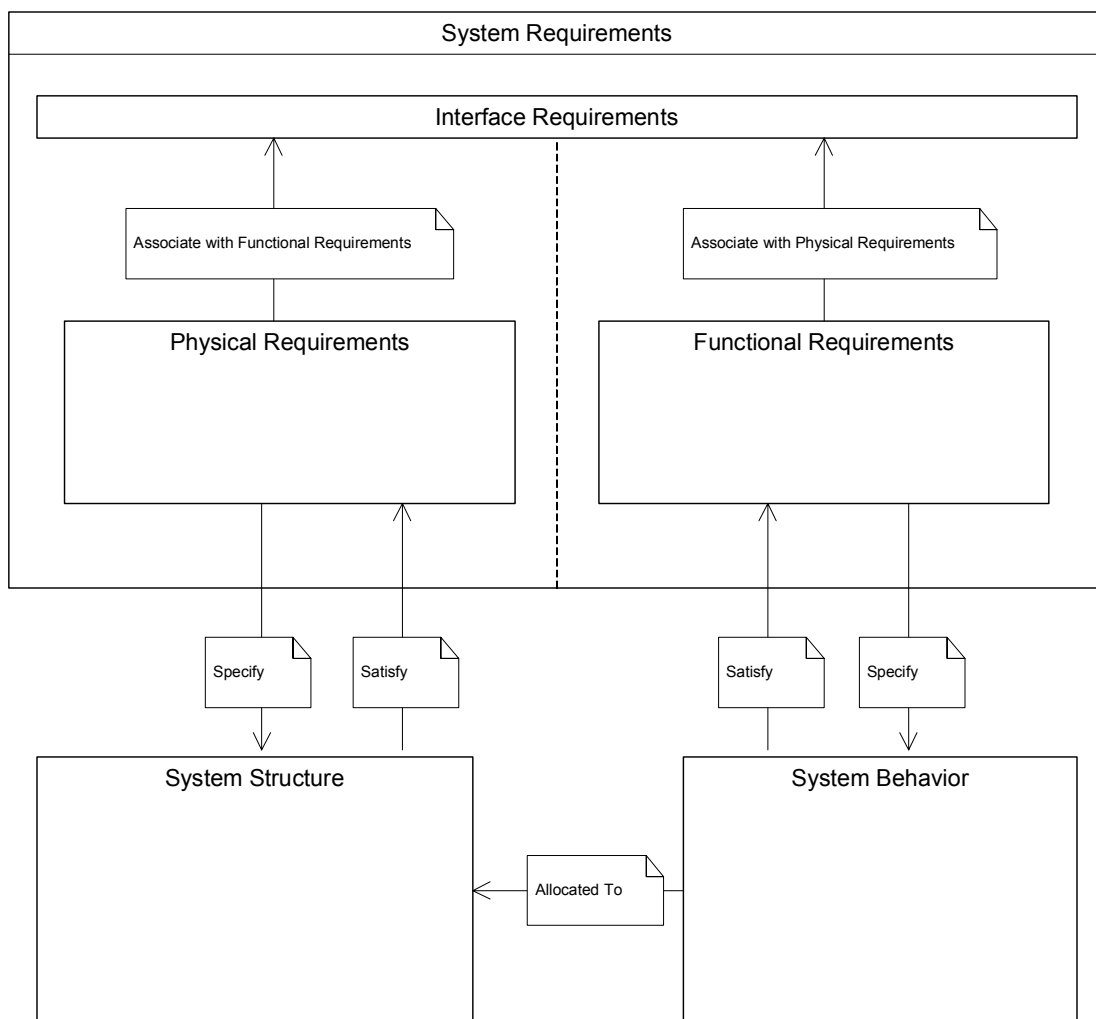 System Requirements
Interface Requirements
Associate with Functional Requirements
Associate with Physical Requirements
Physical Requirements
Functional Requirements
Specify
Satisfy
Satisfy
Specify
System Structure
System Behavior
Allocated To